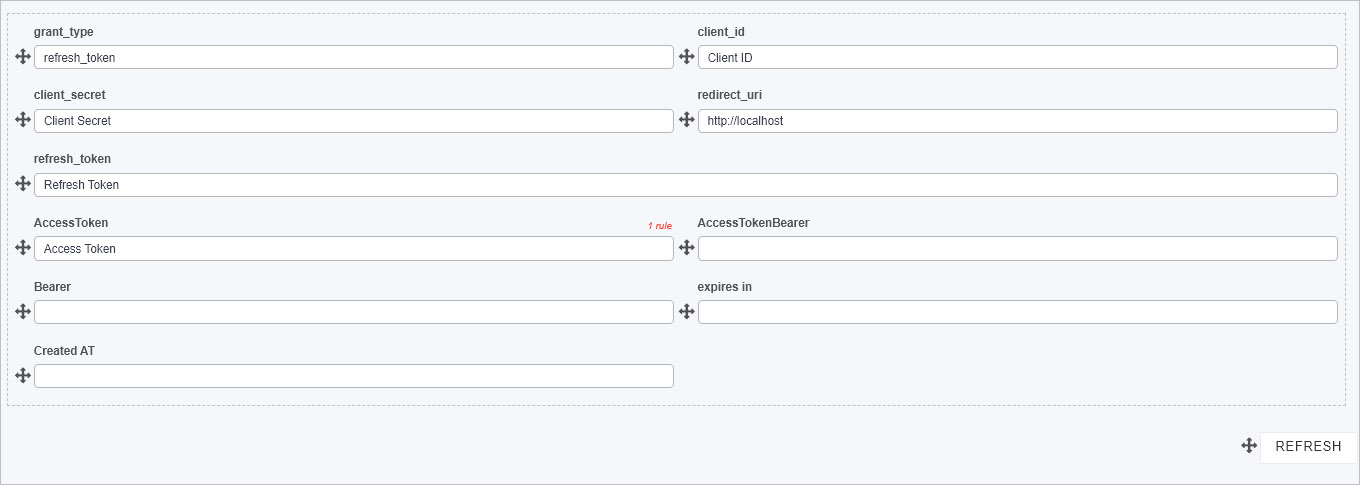 grant_type client_id
refresh_token Client ID
client_secret redirect_uri
Client Secret http://localhost
refresh_token
Refresh Token
AccessToken 1 rule AccessTokenBearer
Access Token
Bearer expires in
Created AT
REFRESH